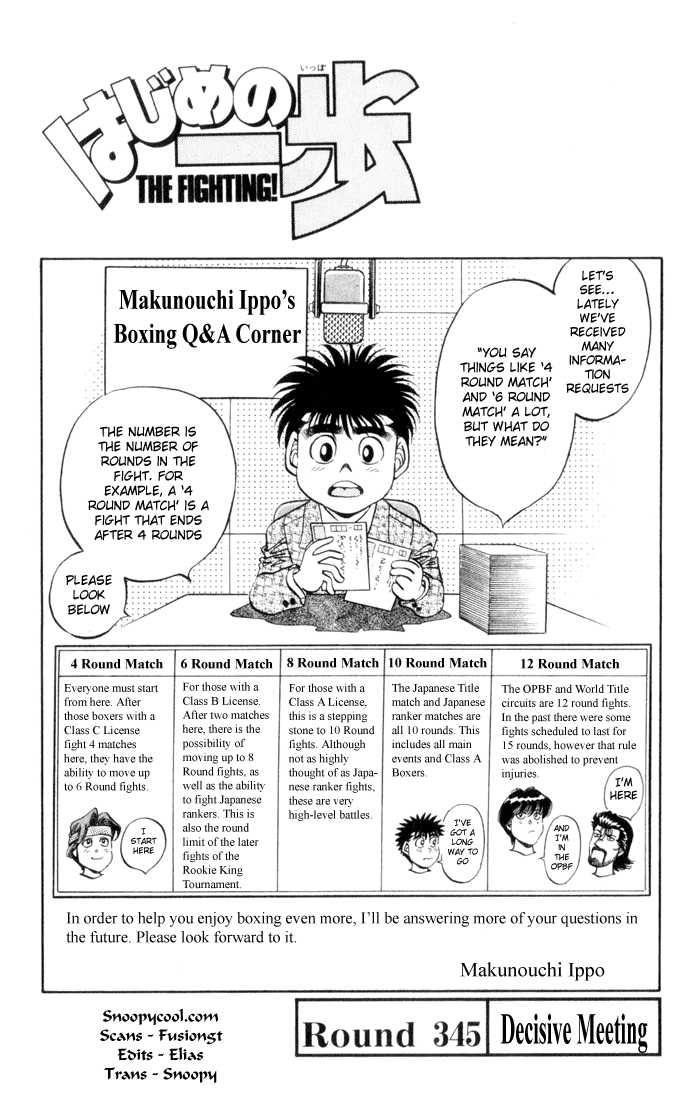 いっぽ
はじめの一歩
THE FIGHTING!
LET'S
SEE...
LATELY
WE'VE
RECEIVED
MANY
INFORMA-
TION
REQUESTS
Makunouchi Ippo's
Boxing Q&A Corner
"YOU SAY
THINGS LIKE '4
ROUND MATCH'
AND '6 ROUND
MATCH' A LOT,
BUT WHAT DO
THEY MEAN?"
THE NUMBER IS
THE NUMBER OF
ROUNDS IN THE
FIGHT. FOR
EXAMPLE, A '4
ROUND MATCH' IS A
FIGHT THAT ENDS
AFTER 4 ROUNDS
PLEASE
LOOK
BELOW
4 Round Match
Everyone must start
from here. After
those boxers with a
Class C License
fight 4 matches
here, they have the
ability to move up
to 6 Round fights.
I
START
HERE
6 Round Match
For those with a
Class B License.
After two matches
here, there is the
possibility of
moving up to 8
Round fights, as
well as the ability
to fight Japanese
rankers. This is
also the round
limit of the later
fights of the
Rookie King
Tournament.
8 Round Match
For those with a
Class A License,
this is a stepping
stone to 10 Round
fights. Although
not as highly
thought of as Japa-
nese ranker fights,
these are very
high-level battles.
10 Round Match
The Japanese Title
match and Japanese
ranker matches are
all 10 rounds. This
includes all main
events and Class A
Boxers.
I'VE
GOT A
LONG
WAY TO
GO
12 Round Match
The OPBF and World Title
circuits are 12 round fights.
In the past there were some
fights scheduled to last for
15 rounds, however that rule
was abolished to prevent
injuries.
AND
I'M
IN THE
OPBF
I'M
HERE
In order to help you enjoy boxing even more, I'll be answering more of your questions in
the future. Please look forward to it.
Makunouchi Ippo
Snoopycool.com
Scans - Fusiongt
Edits - Elias
Trans - Snoopy
Round 345
Decisive Meeting